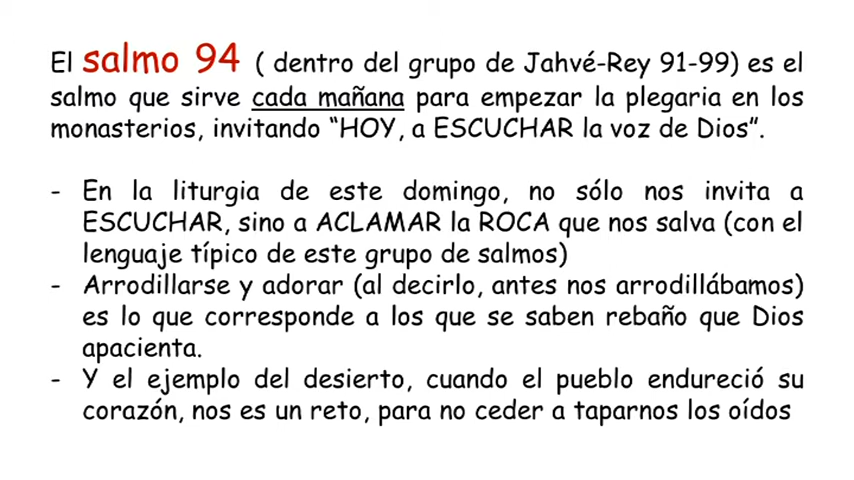 El salmo 94 ( dentro del grupo de Jahvé-Rey 91-99) es el
salmo que sirve cada mañana para empezar la plegaria en los
monasterios, invitando “HOY, a ESCUCHAR la voz de Dios”.
- En la liturgia de este domingo, no sólo nos invita a
ESCUCHAR, sino a ACLAMAR la ROCA que nos salva (con el
lenguaje típico de este grupo de salmos)
- Arrodillarse y adorar (al decirlo, antes nos arrodillábamos)
es lo que corresponde a los que se saben rebaño que Dios
apacienta.
- Y el ejemplo del desierto, cuando el pueblo endureció su
corazón, nos es un reto, para no ceder a taparnos los oídos